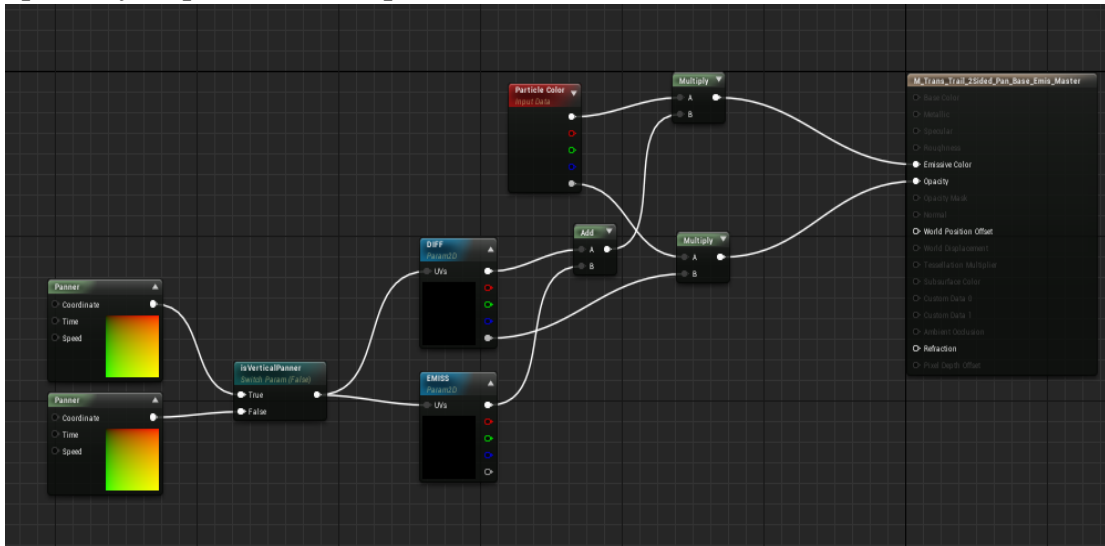 Particle Color
Input Data
Multiply
A
B
M_Trans_Trail_2Sided_Pan_Base_Emis_Master
Base Color
Metallic
Specular
Roughness
Emissive Color
Opacity
Opacity Mask
Normal
World Position Offset
World Displacement
Tessellation Multiplier
Subsurface Color
Custom Data 0
Custom Data 1
Ambient Occlusion
Refraction
Pixel Depth Offset
Add
A
B
Multiply
A
B
DIFF
Param2D
UVs
Panner
Coordinate
Time
Speed
isVerticalPanner
Switch Param (False)
True
False
EMISS
Param2D
UVs
Panner
Coordinate
Time
Speed